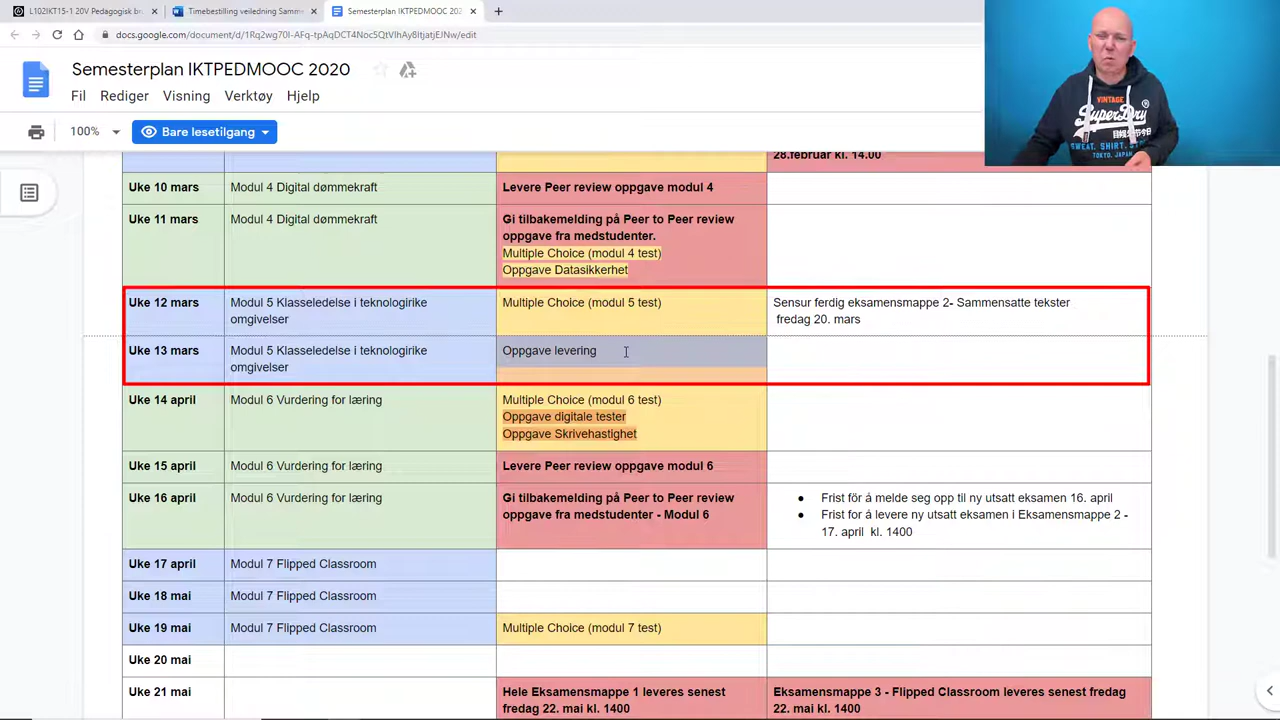 L102IKT15-1 20V Pedagogisk br
Timebestilling veiledning Samme
Semesterplan IKTPEDMOOC 202
docs.google.com/document/d/1Rq2wg70l-AFq-tpAqDCT4NocSQtVlhAy8ItjatjEJNw/edit
Semesterplan IKTPEDMOOC 2020
Fil Rediger Visning Verktøy Hjelp
100% Bare lesetilgang
VINTAGE
SuperDry
SWEAT. SHIRT. S
TOKYO. JAPAN
28.februar kl. 14.00
Uke 10 mars
Modul 4 Digital dømmekraft
Levere Peer review oppgave modul 4
Uke 11 mars
Modul 4 Digital dømmekraft
Gi tilbakemelding på Peer to Peer review
oppgave fra medstudenter.
Multiple Choice (modul 4 test)
Oppgave Datasikkerhet
Uke 12 mars
Modul 5 Klasseledelse i teknologirike
omgivelser
Multiple Choice (modul 5 test)
Sensur ferdig eksamensmappe 2- Sammensatte tekster
fredag 20. mars
Uke 13 mars
Modul 5 Klasseledelse i teknologirike
omgivelser
Oppgave levering
Uke 14 april
Modul 6 Vurdering for læring
Multiple Choice (modul 6 test)
Oppgave digitale tester
Oppgave Skrivehastighet
Uke 15 april
Modul 6 Vurdering for læring
Levere Peer review oppgave modul 6
Uke 16 april
Modul 6 Vurdering for læring
Gi tilbakemelding på Peer to Peer review
oppgave fra medstudenter - Modul 6
● Frist för å melde seg opp til ny utsatt eksamen 16. april
● Frist for å levere ny utsatt eksamen i Eksamensmappe 2 -
17. april kl. 1400
Uke 17 april
Modul 7 Flipped Classroom
Uke 18 mai
Modul 7 Flipped Classroom
Uke 19 mai
Modul 7 Flipped Classroom
Multiple Choice (modul 7 test)
Uke 20 mai
Uke 21 mai
Hele Eksamensmappe 1 leveres senest
fredag 22. mai kl. 1400
Eksamensmappe 3 - Flipped Classroom leveres senest fredag
22. mai kl. 1400